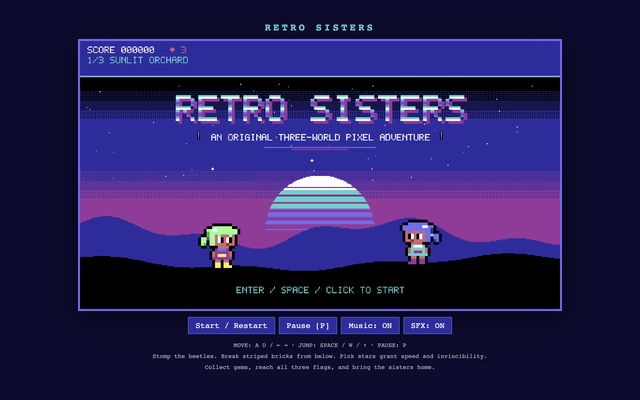 RETRO SISTERS
SCORE 000000 ♥ 3
1/3 SUNLIT ORCHARD
RETRO SISTERS
AN ORIGINAL THREE-WORLD PIXEL ADVENTURE
ENTER / SPACE / CLICK TO START
Start / Restart Pause [P] Music: ON SFX: ON
MOVE: A D / ← → · JUMP: SPACE / W / ↑ · PAUSE: P
Stomp the beetles. Break striped bricks from below. Pink stars grant speed and invincibility.
Collect gems, reach all three flags, and bring the sisters home.